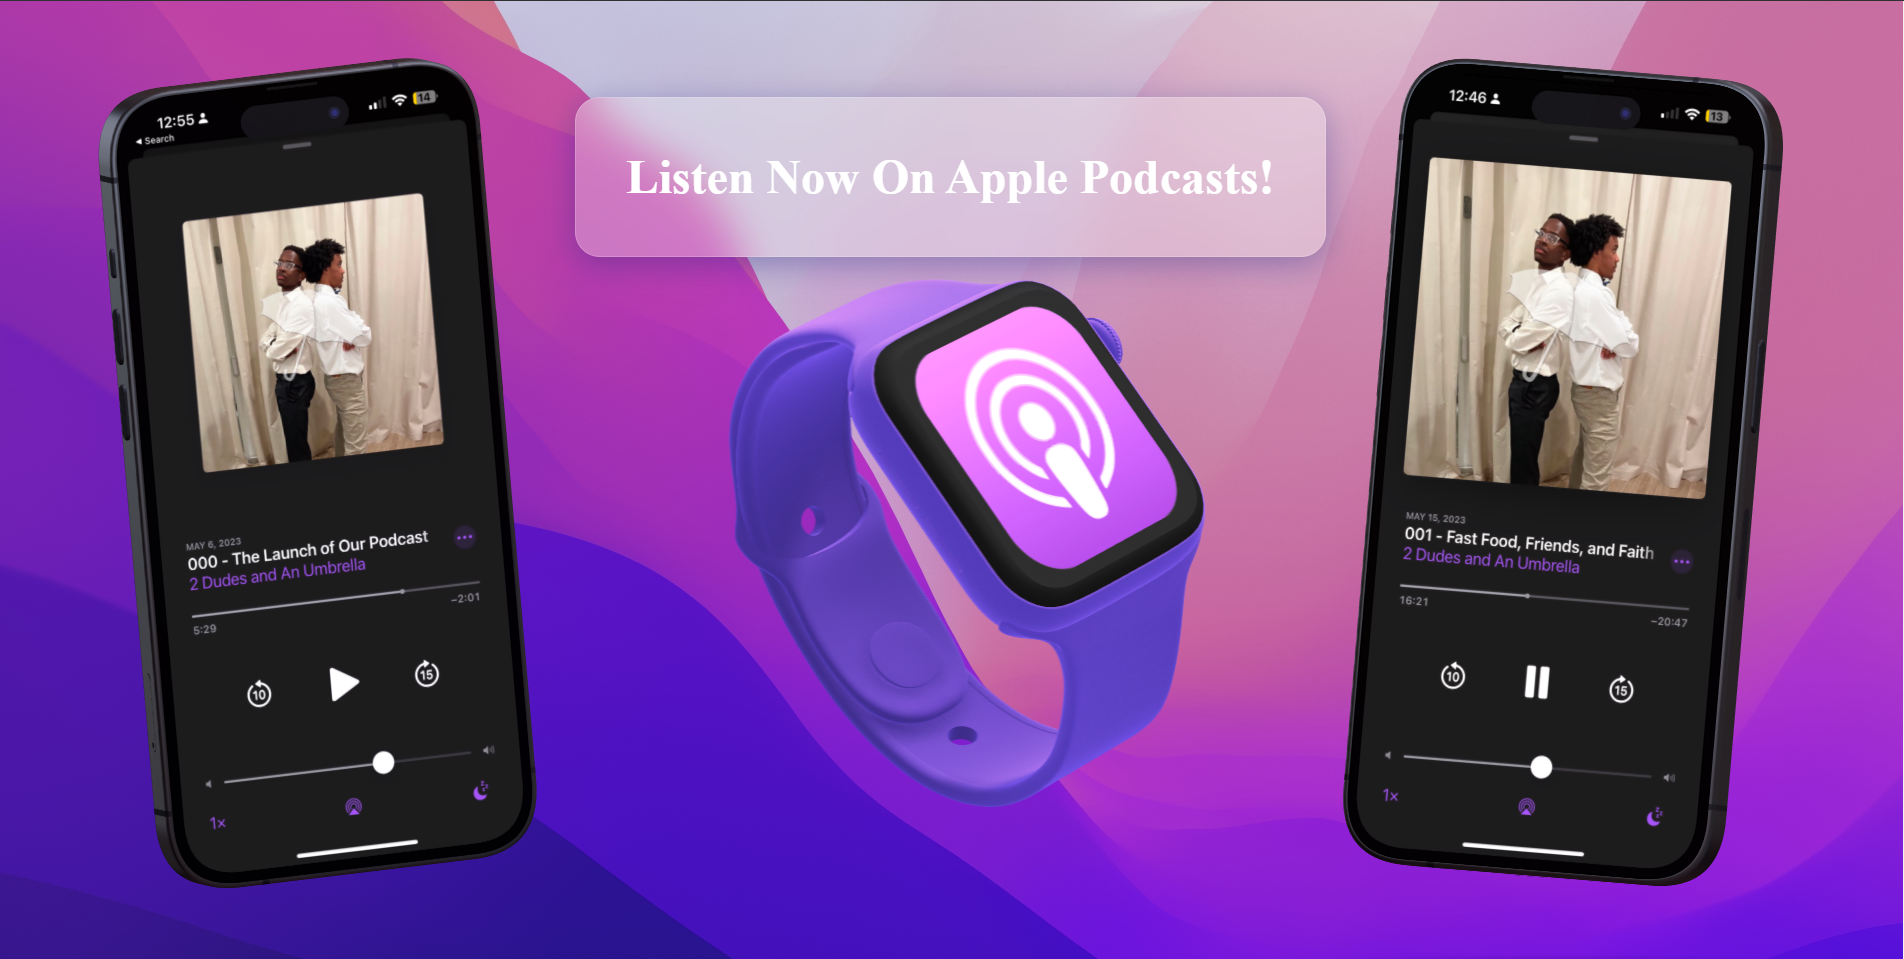 Listen Now On Apple Podcasts!
12:55
14
Search
MAY 6, 2023
000 - The Launch of Our Podcast
2 Dudes and An Umbrella
5:29
−2:01
10
15
1×
12:46
13
MAY 15, 2023
001 - Fast Food, Friends, and Faith
2 Dudes and An Umbrella
16:21
−20:47
10
15
1×